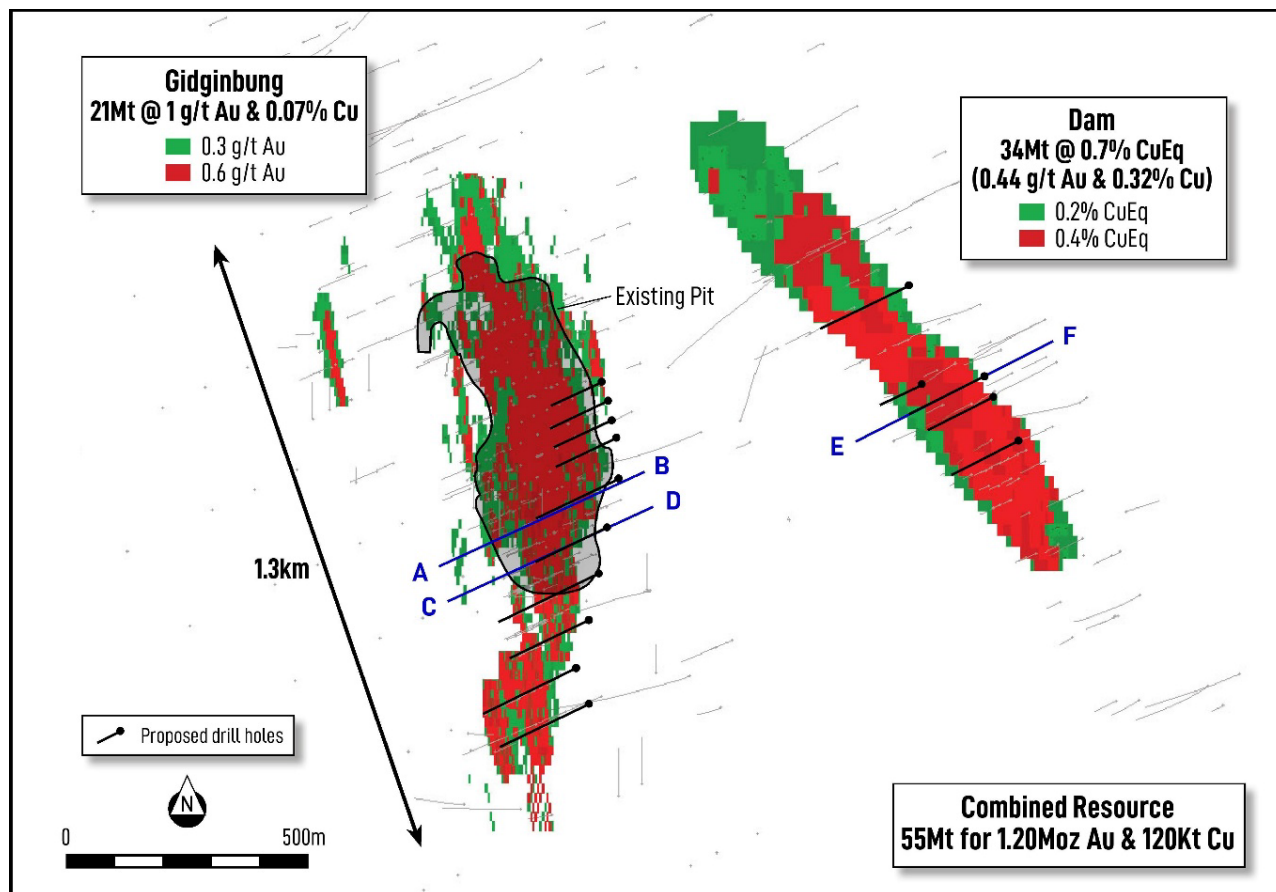 Gidginbung
21Mt @ 1 g/t Au & 0.07% Cu
0.3 g/t Au
0.6 g/t Au
Dam
34Mt @ 0.7% CuEq
(0.44 g/t Au & 0.32% Cu)
0.2% CuEq
0.4% CuEq
Existing Pit
F
E
B
D
A
C
1.3km
Proposed drill holes
N
0 500m
Combined Resource
55Mt for 1.20Moz Au & 120Kt Cu